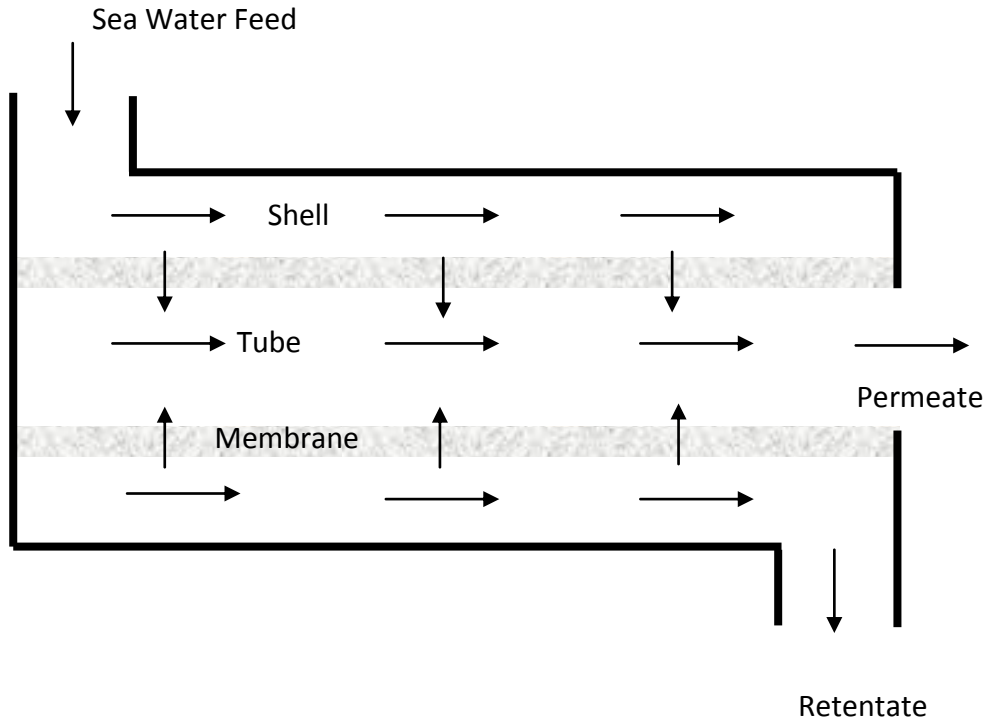 Sea Water Feed
Shell
Tube
Permeate
Membrane
Retentate